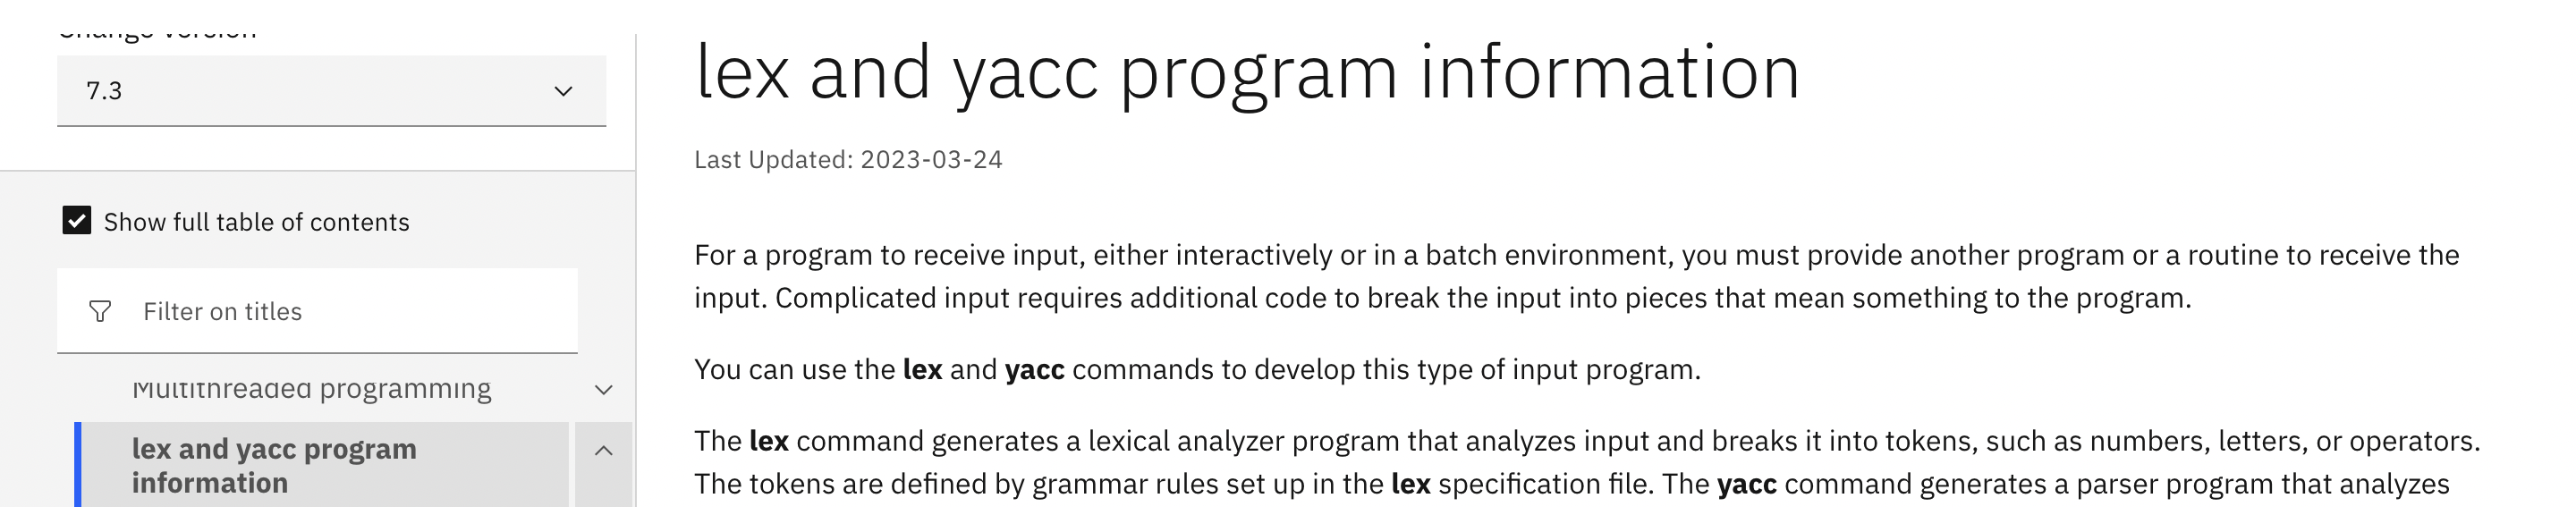 Change version
7.3
Show full table of contents
Filter on titles
Multithreaded programming
lex and yacc program
information
lex and yacc program information
Last Updated: 2023-03-24
For a program to receive input, either interactively or in a batch environment, you must provide another program or a routine to receive the
input. Complicated input requires additional code to break the input into pieces that mean something to the program.
You can use the lex and yacc commands to develop this type of input program.
The lex command generates a lexical analyzer program that analyzes input and breaks it into tokens, such as numbers, letters, or operators.
The tokens are defined by grammar rules set up in the lex specification file. The yacc command generates a parser program that analyzes